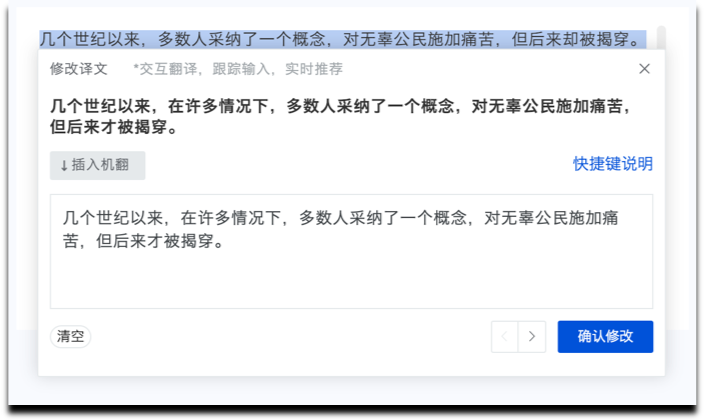 几个世纪以来，多数人采纳了一个概念，对无辜公民施加痛苦，但后来却被揭穿。
修改译文 *交互翻译，跟踪输入，实时推荐
几个世纪以来，在许多情况下，多数人采纳了一个概念，对无辜公民施加痛苦，
但后来才被揭穿。
↓插入机翻 快捷键说明
几个世纪以来，在许多情况下，多数人采纳了一个概念，对无辜公民施加痛
苦，但后来才被揭穿。
清空 确认修改